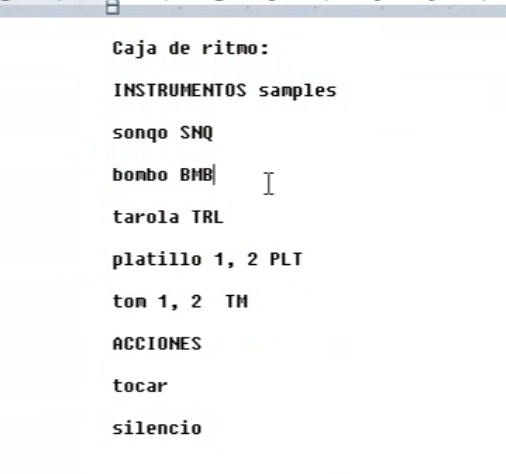 Caja de ritmo:
INSTRUMENTOS samples
sonqo SNQ
bombo BMB
tarola TRL
platillo 1, 2 PLT
tom 1, 2  TM
ACCIONES
tocar
silencio